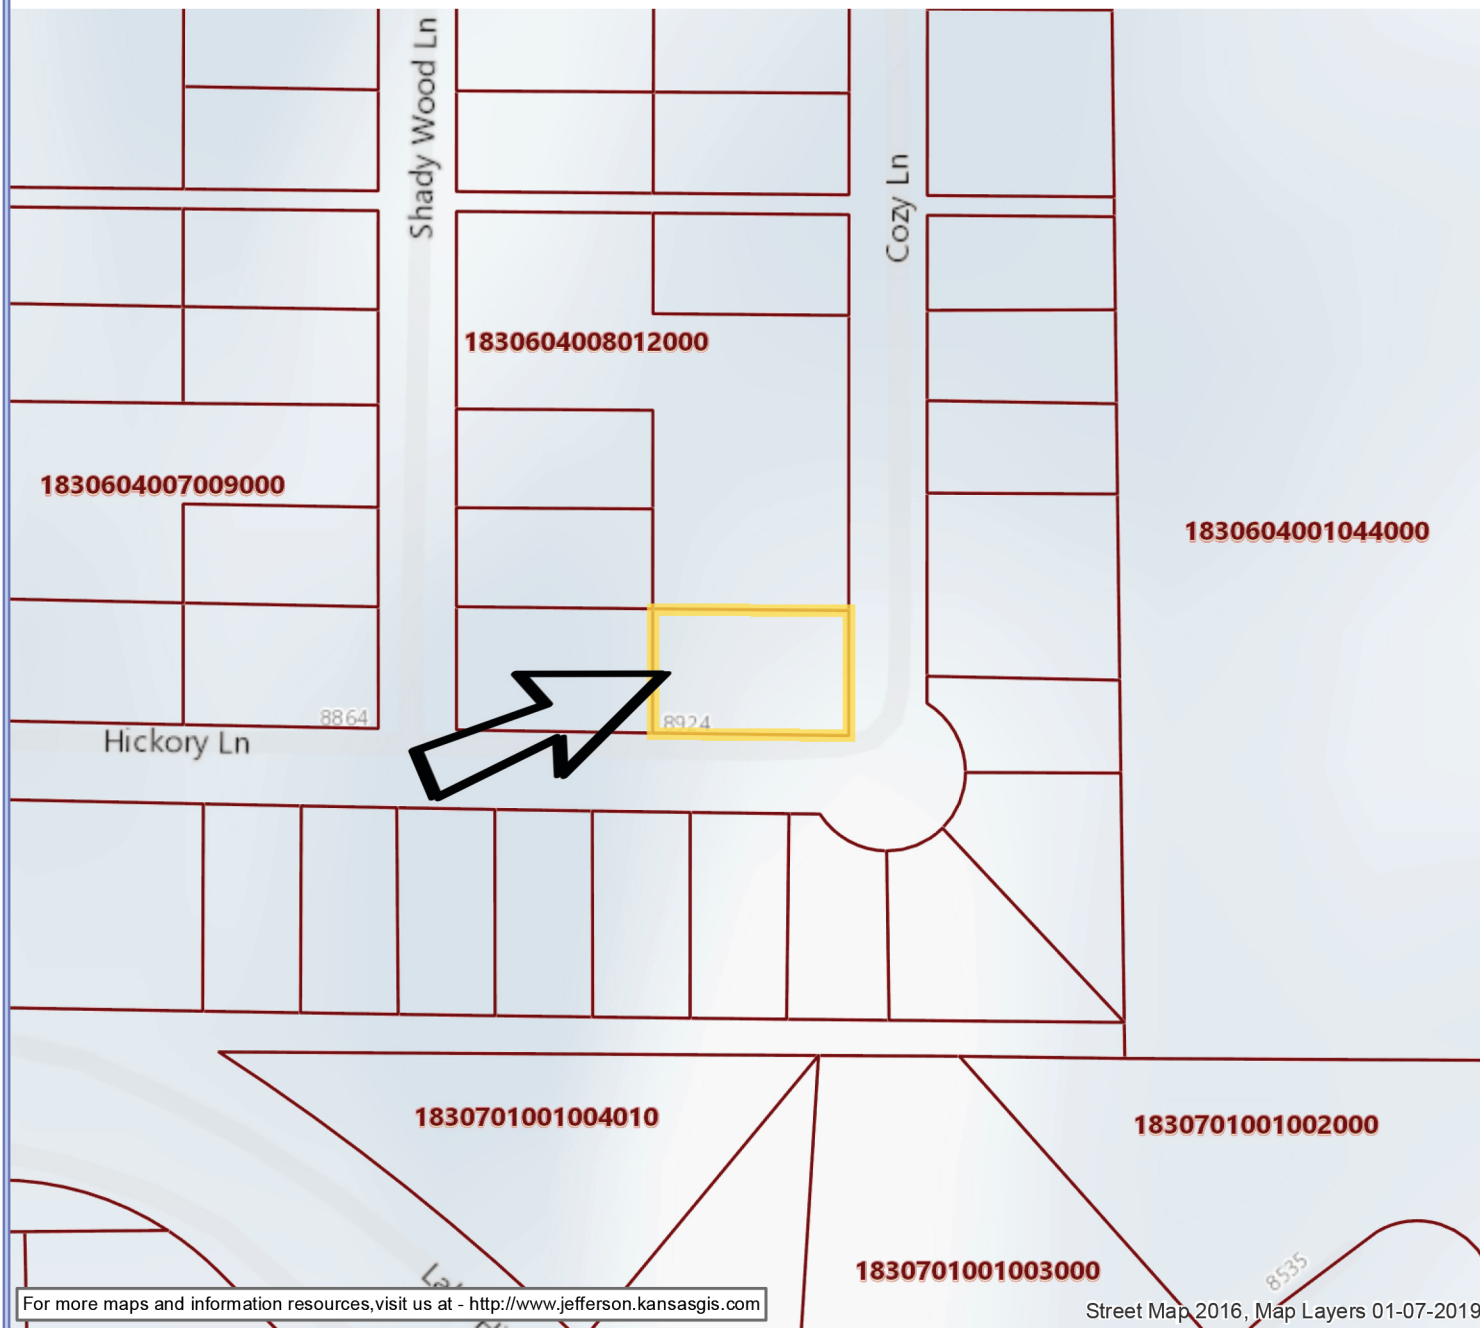 Shady Wood Ln
Cozy Ln
1830604008012000
1830604007009000
1830604001044000
8864
8924
Hickory Ln
1830701001004010
1830701001002000
1830701001003000
8535
For more maps and information resources,visit us at - http://www.jefferson.kansasgis.com
Street Map 2016, Map Layers 01-07-2019